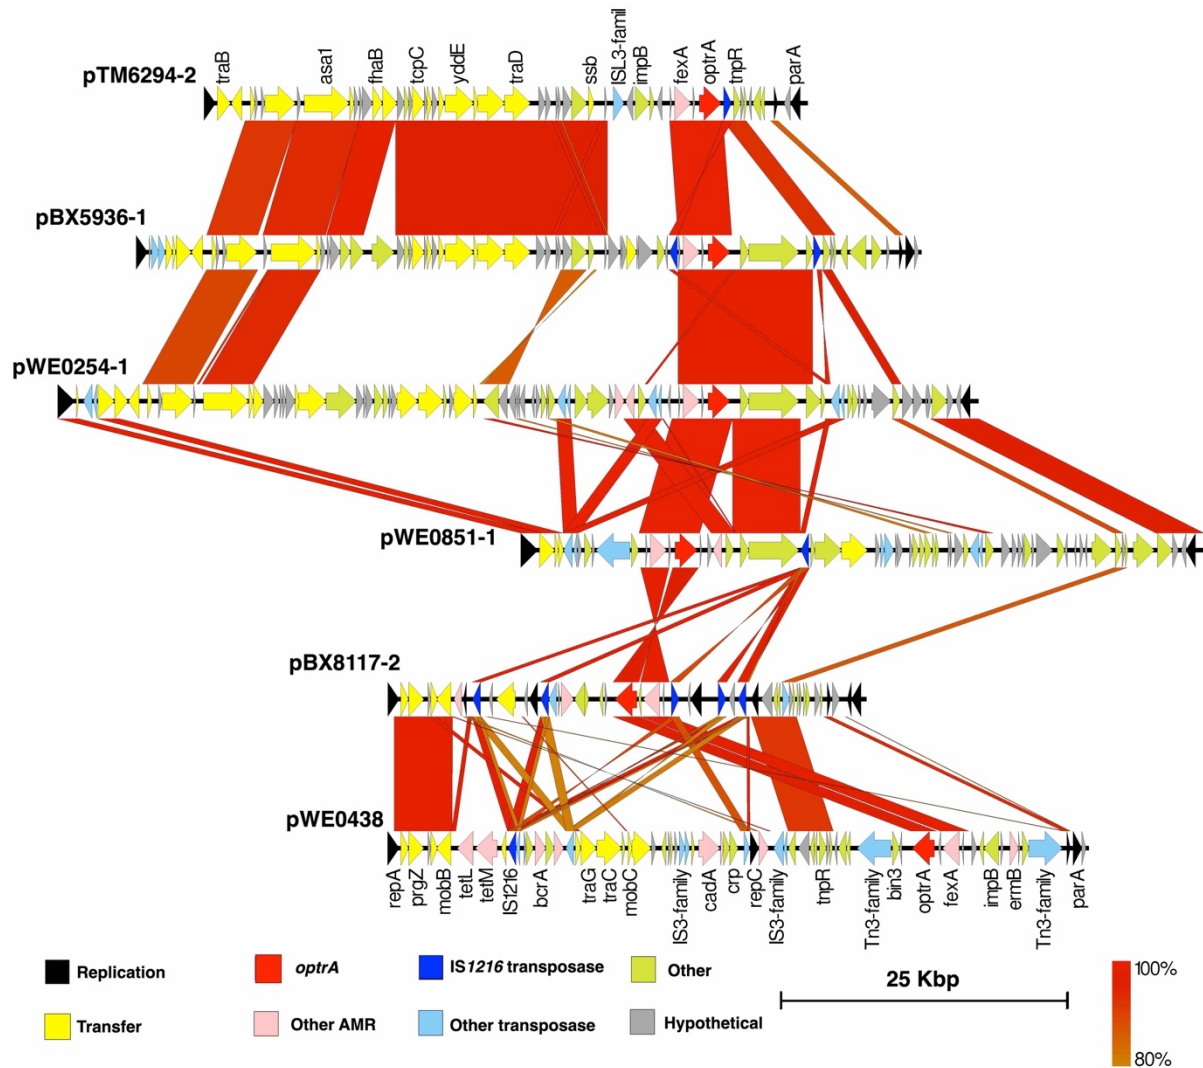 traB
asa1
fhaB
tcpC
yddE
traD
ssb
ISL3-famil
impB
fexA
optrA
tnpR
parA
pTM6294-2
pBX5936-1
pWE0254-1
pWE0851-1
pBX8117-2
pWE0438
repA
prgZ
mobB
tetL
tetM
IS1216
bcrA
traG
traC
mobC
IS3-family
cadA
crp
repC
IS3-family
tnpR
Tn3-family
bin3
optrA
fexA
impB
ermB
Tn3-family
parA
Replication
optrA
IS1216 transposase
Other
Transfer
Other AMR
Other transposase
Hypothetical
25 Kbp
100%
80%